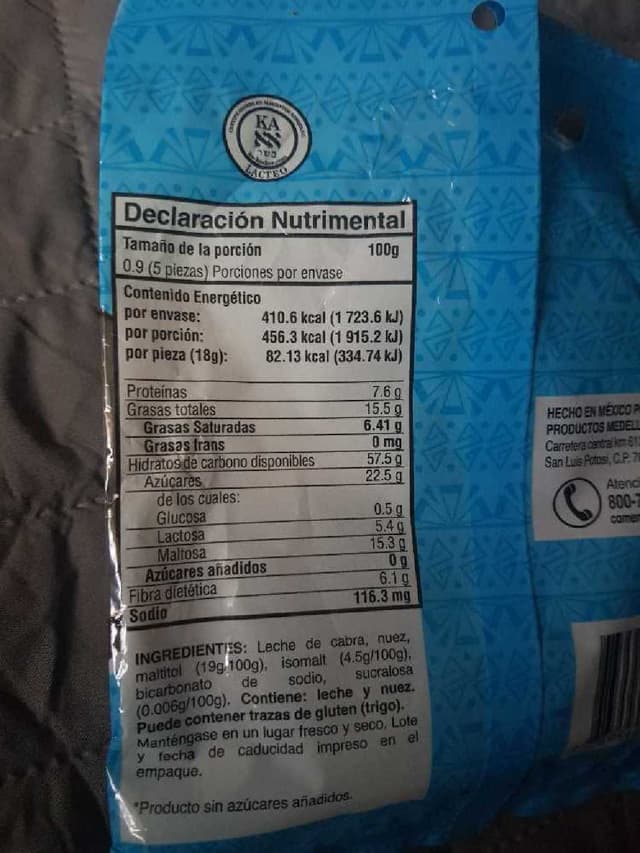 KA
כשר
LÁCTEO
Declaración Nutrimental
Tamaño de la porción 100g
0.9 (5 piezas) Porciones por envase
Contenido Energético
por envase: 410.6 kcal (1 723.6 kJ)
por porción: 456.3 kcal (1 915.2 kJ)
por pieza (18g): 82.13 kcal (334.74 kJ)
Proteínas 7.6 g
Grasas totales 15.5 g
Grasas Saturadas 6.41 g
Grasas trans 0 mg
Hidratos de carbono disponibles 57.5 g
Azúcares 22.5 g
de los cuales:
Glucosa 0.5 g
Lactosa 5.4 g
Maltosa 15.3 g
Azúcares añadidos 0 g
Fibra dietética 6.1 g
Sodio 116.3 mg
INGREDIENTES: Leche de cabra, nuez,
maltitol (19g/100g), isomalt (4.5g/100g),
bicarbonato de sodio, sucralosa
(0.006g/100g). Contiene: leche y nuez.
Puede contener trazas de gluten (trigo).
Manténgase en un lugar fresco y seco. Lote
y fecha de caducidad impreso en el
empaque.
*Producto sin azúcares añadidos.
HECHO EN MÉXICO
PRODUCTOS
Carretera central km
San Luis Potosí, C.P.
800-